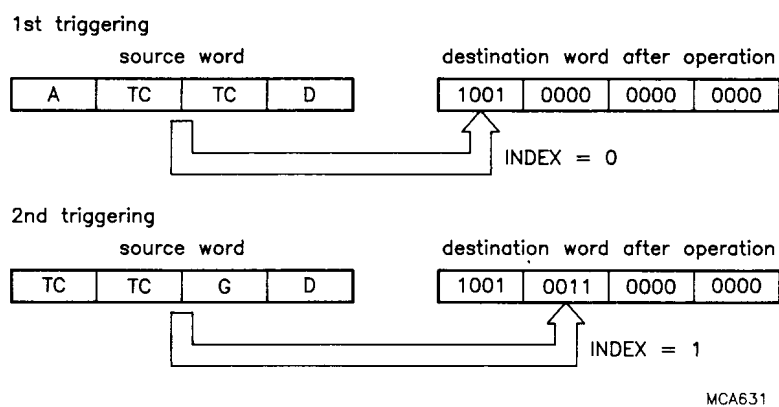 1st triggering
source word destination word after operation
A TC TC D 1001 0000 0000 0000
INDEX = 0
2nd triggering
source word destination word after operation
TC TC G D 1001 0011 0000 0000
INDEX = 1
MCA631